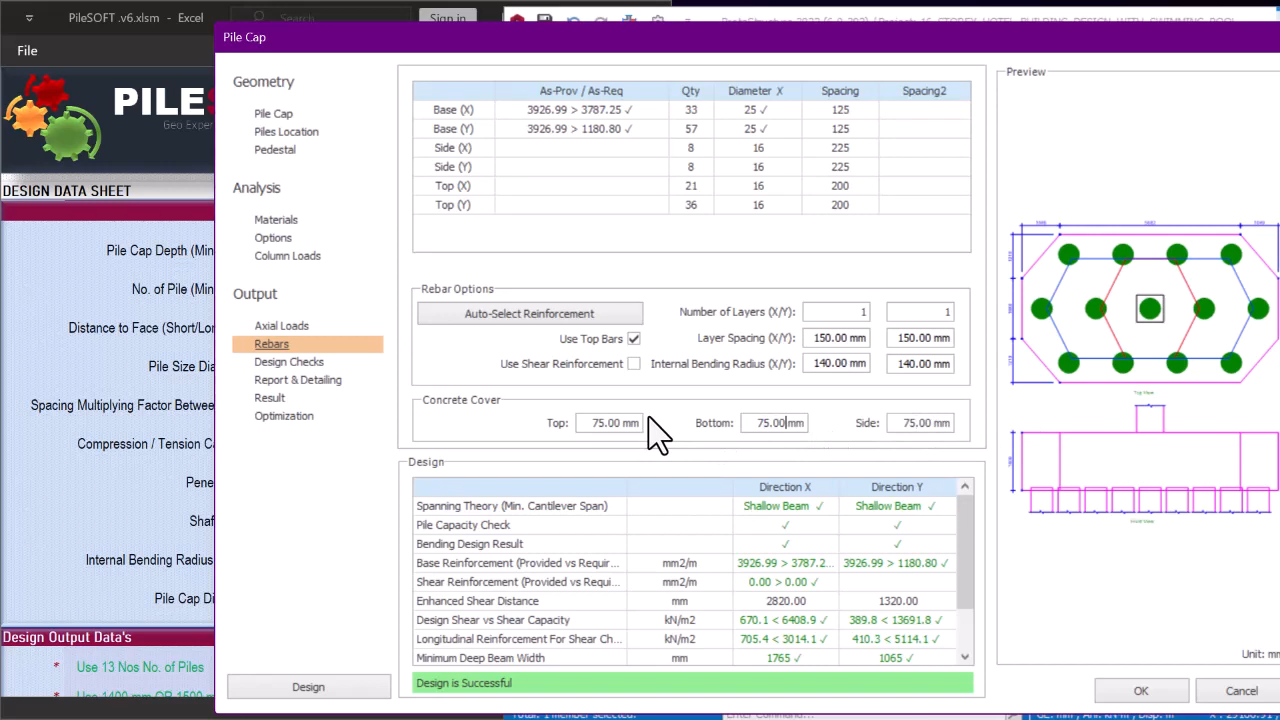 PileSOFT .v6.xlsm - Excel
Search
Sign in
File
PILE
Geo Exper
DESIGN DATA SHEET
Pile Cap Depth (Min
No. of Pile (Min
Distance to Face (Short/Lon
Pile Size Dia
Spacing Multiplying Factor Betwee
Compression / Tension Ca
Pene
Shaf
Internal Bending Radius
Pile Cap Di
Design Output Data's
* Use 13 Nos No. of Piles
Pile Cap
Geometry
Pile Cap
Piles Location
Pedestal
Analysis
Materials
Options
Column Loads
Output
Axial Loads
Rebars
Design Checks
Report & Detailing
Result
Optimization
Design
As-Prov / As-Req Qty Diameter X Spacing Spacing2
Base (X) 3926.99 > 3787.25 ✓ 33 25 ✓ 125
Base (Y) 3926.99 > 1180.80 ✓ 57 25 ✓ 125
Side (X) 8 16 225
Side (Y) 8 16 225
Top (X) 21 16 200
Top (Y) 36 16 200
Rebar Options
Auto-Select Reinforcement
Number of Layers (X/Y): 1 1
Use Top Bars ✓
Layer Spacing (X/Y): 150.00 mm 150.00 mm
Use Shear Reinforcement
Internal Bending Radius (X/Y): 140.00 mm 140.00 mm
Concrete Cover
Top: 75.00 mm Bottom: 75.00 mm Side: 75.00 mm
Design
Direction X Direction Y
Spanning Theory (Min. Cantilever Span) Shallow Beam ✓ Shallow Beam ✓
Pile Capacity Check ✓ ✓
Bending Design Result ✓ ✓
Base Reinforcement (Provided vs Requir... mm2/m 3926.99 > 3787.2... 3926.99 > 1180.80 ✓
Shear Reinforcement (Provided vs Requi... mm2/m 0.00 > 0.00 ✓
Enhanced Shear Distance mm 2820.00 1320.00
Design Shear vs Shear Capacity kN/m2 670.1 < 6408.9 ✓ 389.8 < 13691.8 ✓
Longitudinal Reinforcement For Shear Ch... kN/m2 705.4 < 3014.1 ✓ 410.3 < 5114.1 ✓
Minimum Deep Beam Width mm 1765 ✓ 1065 ✓
Design is Successful
Preview
Top View
Front View
Unit: mm
OK
Cancel